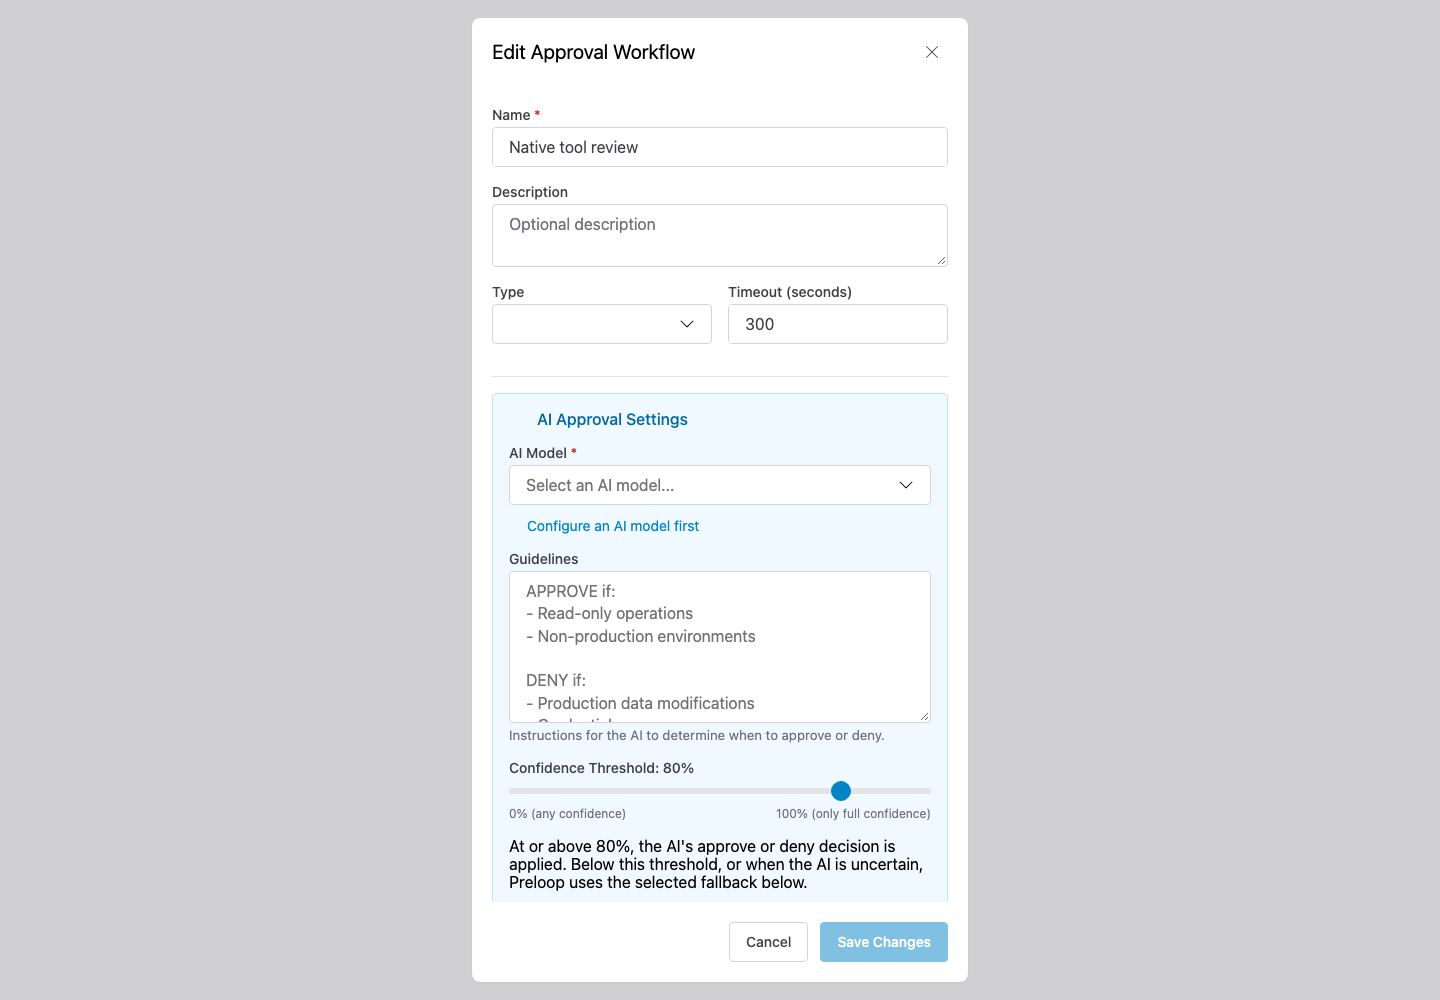 Edit Approval Workflow
Name *
Native tool review
Description
Optional description
Type
Timeout (seconds)
300
AI Approval Settings
AI Model *
Select an AI model...
Configure an AI model first
Guidelines
APPROVE if:
- Read-only operations
- Non-production environments
DENY if:
- Production data modifications
Instructions for the AI to determine when to approve or deny.
Confidence Threshold: 80%
0% (any confidence)
100% (only full confidence)
At or above 80%, the AI's approve or deny decision is
applied. Below this threshold, or when the AI is uncertain,
Preloop uses the selected fallback below.
Cancel
Save Changes